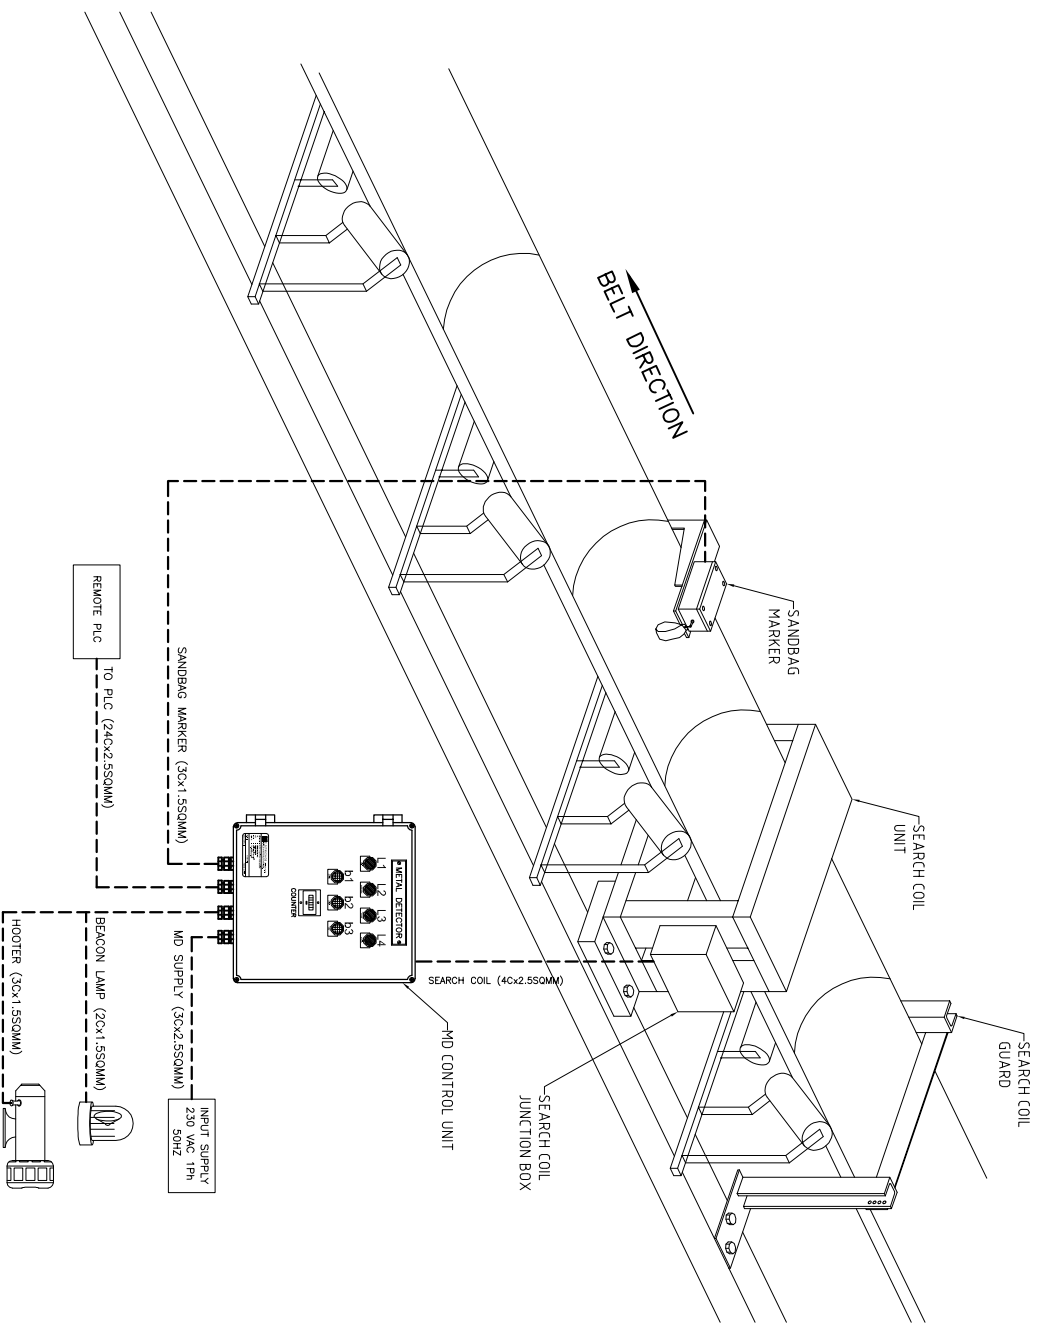 SEARCH COIL
GUARD
SEARCH COIL
UNIT
SANDBAG
MARKER
BELT DIRECTION
SEARCH COIL
JUNCTION BOX
MD CONTROL UNIT
SEARCH COIL (4Cx2.5SQMM)
METAL DETECTOR
L1
L2
L3
L4
b1
b2
b3
COUNTER
SANDBAG MARKER (3Cx1.5SQMM)
REMOTE PLC
TO PLC (24Cx2.5SQMM)
MD SUPPLY (3Cx2.5SQMM)
INPUT SUPPLY
230 VAC 1Ph
50HZ
BEACON LAMP (2Cx1.5SQMM)
HOOTER (3Cx1.5SQMM)